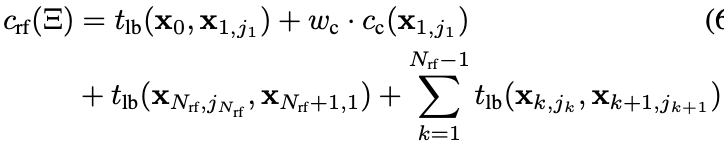 c_rf(Ξ) = t_lb(x_0, x_{1,j_1}) + w_c · c_c(x_{1,j_1}) (6
+ t_lb(x_{N_rf,j_{N_rf}}, x_{N_rf+1,1}) + ∑_{k=1}^{N_rf−1} t_lb(x_{k,j_k}, x_{k+1,j_{k+1}})